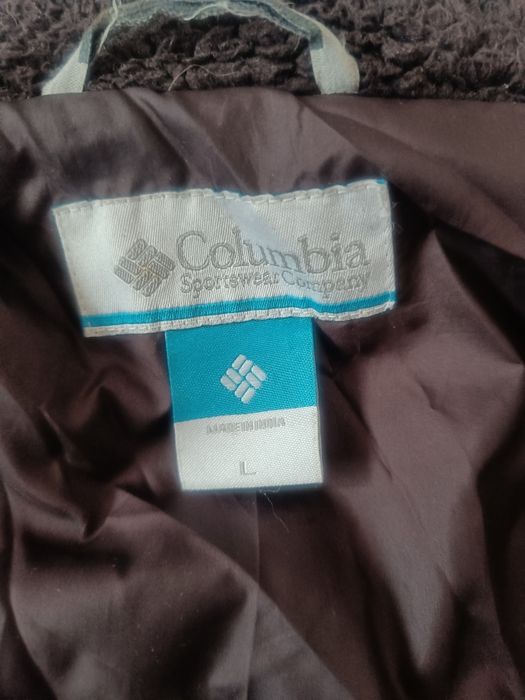 Columbia
Sportswear Company
MADE IN INDIA
L